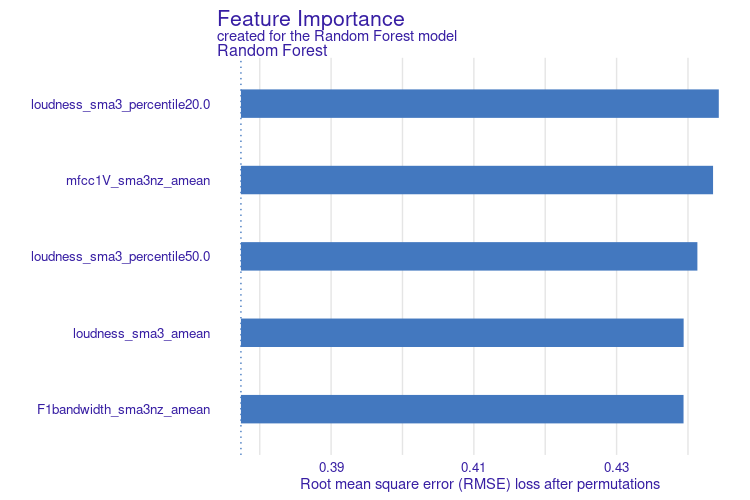 Feature Importance
created for the Random Forest model
Random Forest
loudness_sma3_percentile20.0
mfcc1V_sma3nz_amean
loudness_sma3_percentile50.0
loudness_sma3_amean
F1bandwidth_sma3nz_amean
0.39 0.41 0.43
Root mean square error (RMSE) loss after permutations